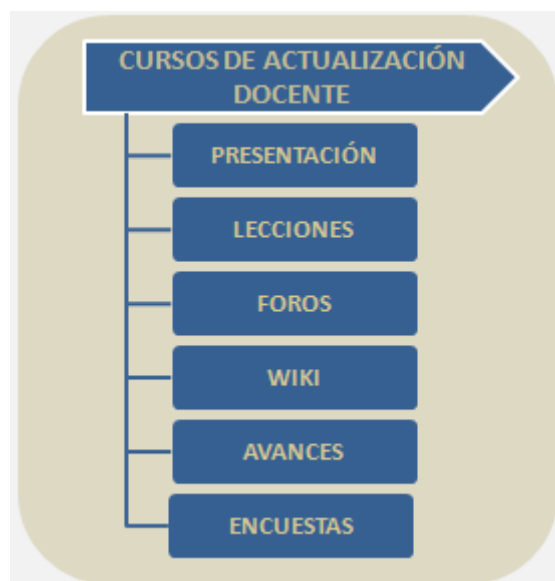 CURSOS DE ACTUALIZACIÓN
DOCENTE
PRESENTACIÓN
LECCIONES
FOROS
WIKI
AVANCES
ENCUESTAS